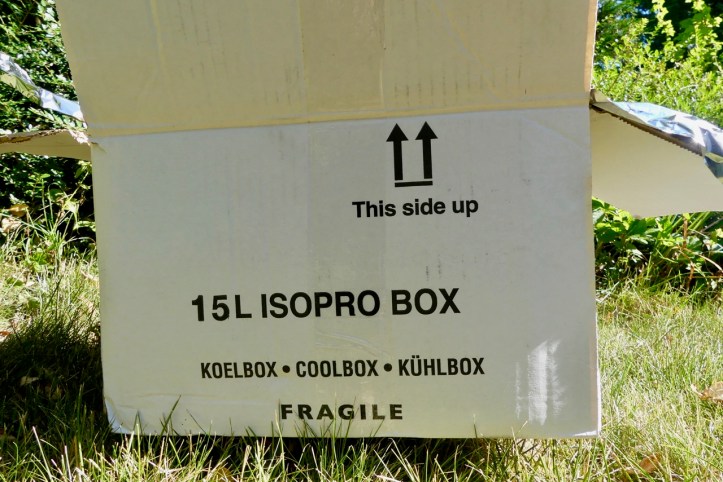 This side up
15L ISOPRO BOX
KOELBOX • COOLBOX • KÜHLBOX
FRAGILE